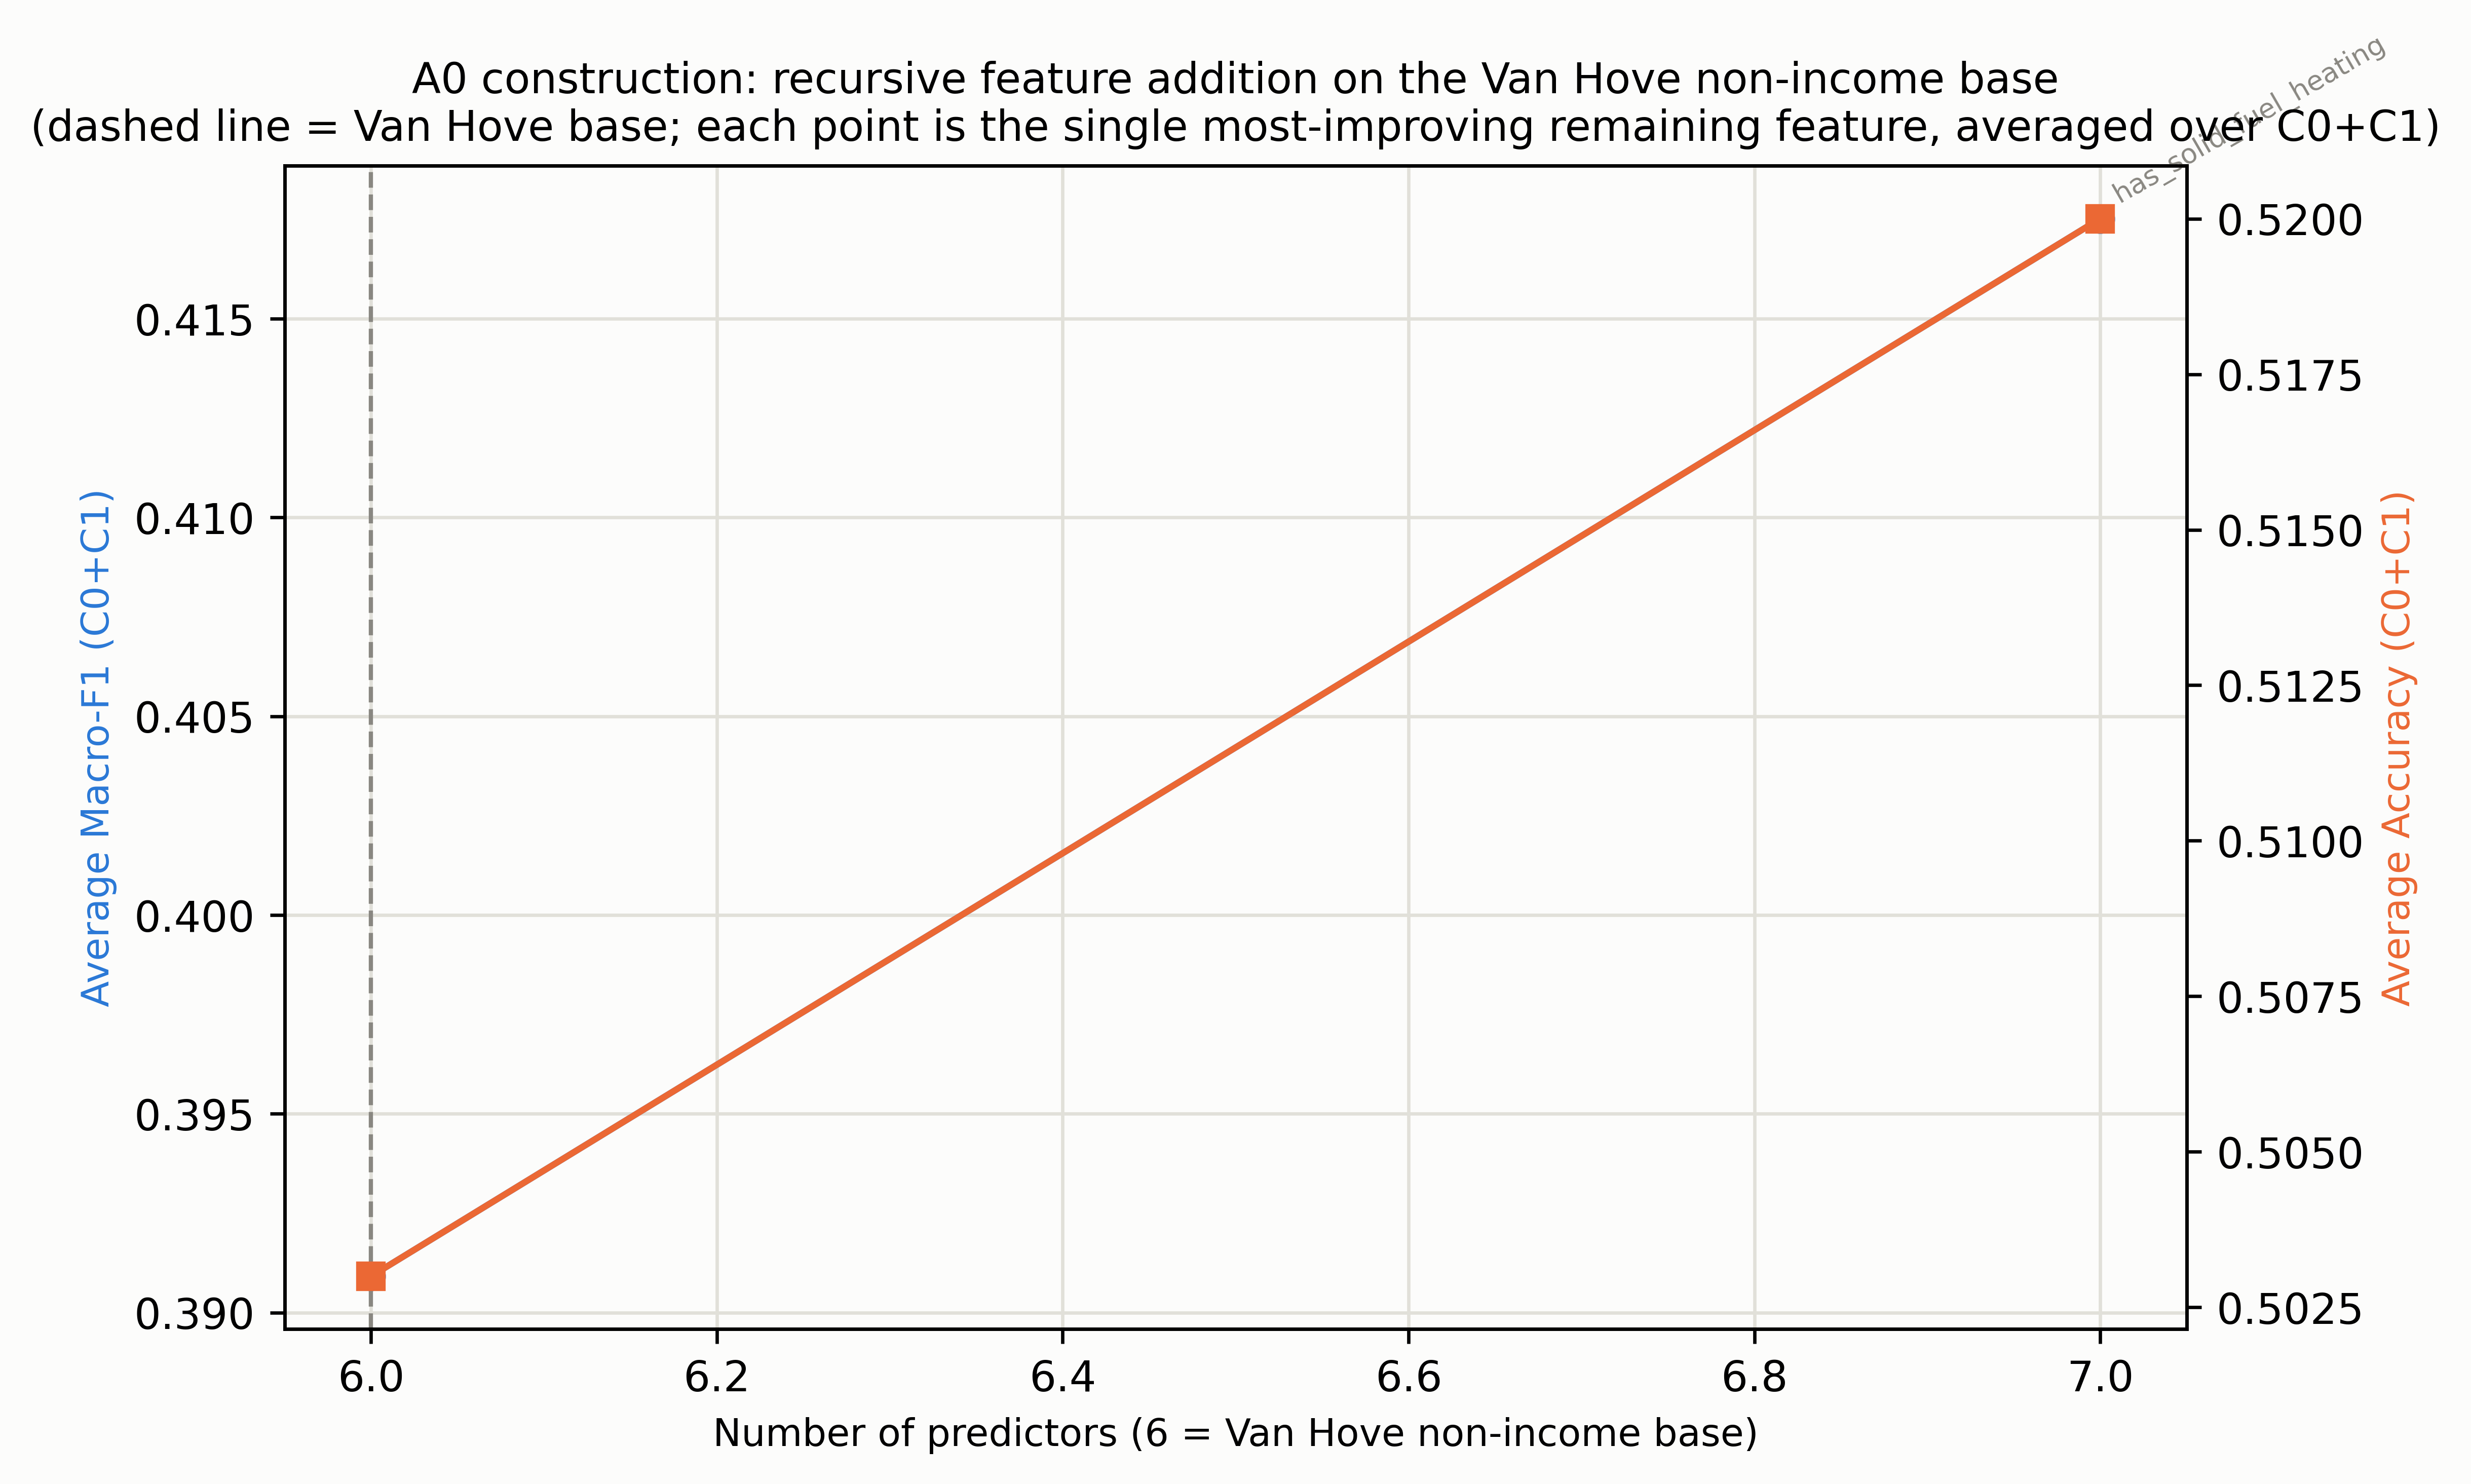 A0 construction: recursive feature addition on the Van Hove non-income base
(dashed line = Van Hove base; each point is the single most-improving remaining feature, averaged over C0+C1)
has_solid_fuel_heating
0.415
0.410
0.405
0.400
0.395
0.390
Average Macro-F1 (C0+C1)
0.5200
0.5175
0.5150
0.5125
0.5100
0.5075
0.5050
0.5025
Average Accuracy (C0+C1)
6.0 6.2 6.4 6.6 6.8 7.0
Number of predictors (6 = Van Hove non-income base)